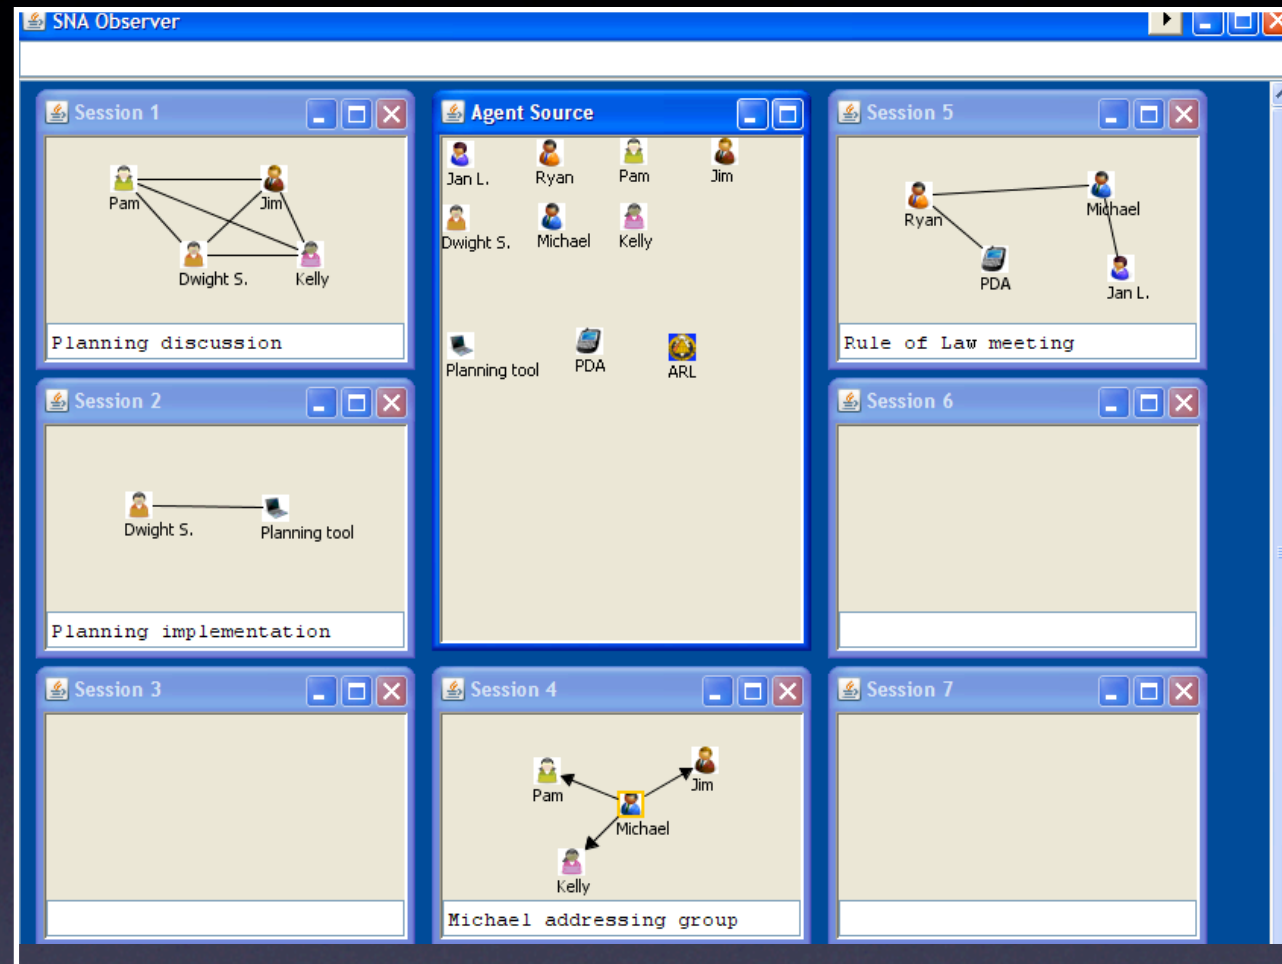 SNA Observer
Session 1
Pam
Jim
Dwight S.
Kelly
Planning discussion
Agent Source
Jan L.
Ryan
Pam
Jim
Dwight S.
Michael
Kelly
Planning tool
PDA
ARL
Session 5
Ryan
Michael
PDA
Jan L.
Rule of Law meeting
Session 2
Dwight S.
Planning tool
Planning implementation
Session 6
Session 3
Session 4
Pam
Jim
Michael
Kelly
Michael addressing group
Session 7